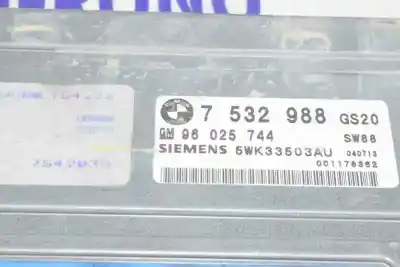 7 532 988 GS20
GM 96 025 744 SW88
SIEMENS 5WK33503AU 040713
001178362